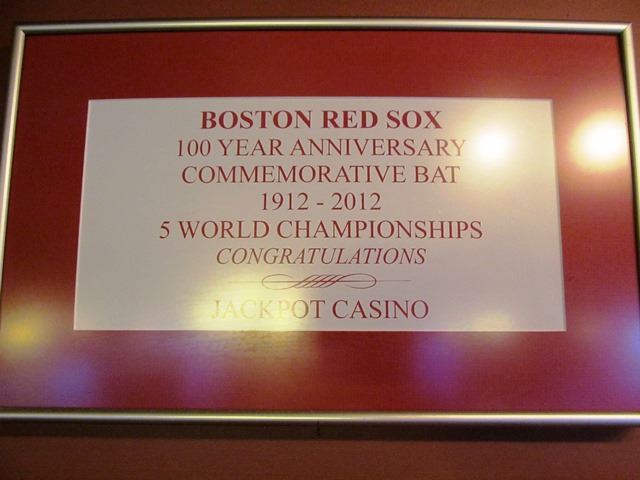 BOSTON RED SOX
100 YEAR ANNIVERSARY
COMMEMORATIVE BAT
1912 - 2012
5 WORLD CHAMPIONSHIPS
CONGRATULATIONS
JACKPOT CASINO